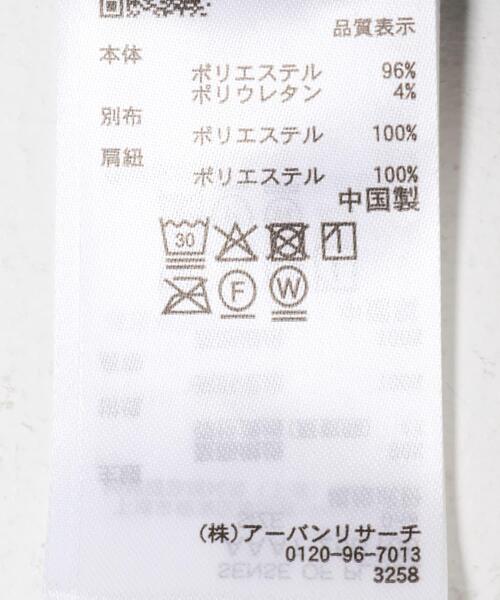 品質表示
本体
ポリエステル 96%
ポリウレタン 4%
別布
ポリエステル 100%
肩紐
ポリエステル 100%
中国製
30
F W
(株)アーバンリサーチ
0120-96-7013
3258